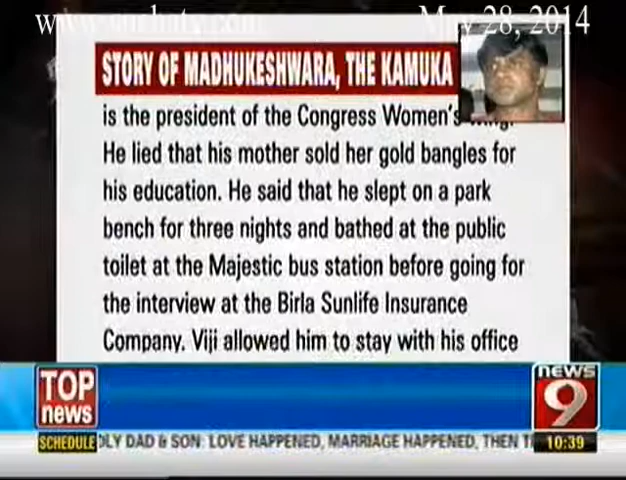 May 28, 2014
STORY OF MADHUKESHWARA, THE KAMUKA
is the president of the Congress Women's wing.
He lied that his mother sold her gold bangles for
his education. He said that he slept on a park
bench for three nights and bathed at the public
toilet at the Majestic bus station before going for
the interview at the Birla Sunlife Insurance
Company. Viji allowed him to stay with his office
TOP
news
NEWS
9
SCHEDULE DLY DAD & SON: LOVE HAPPENED, MARRIAGE HAPPENED, THEN T 10:39